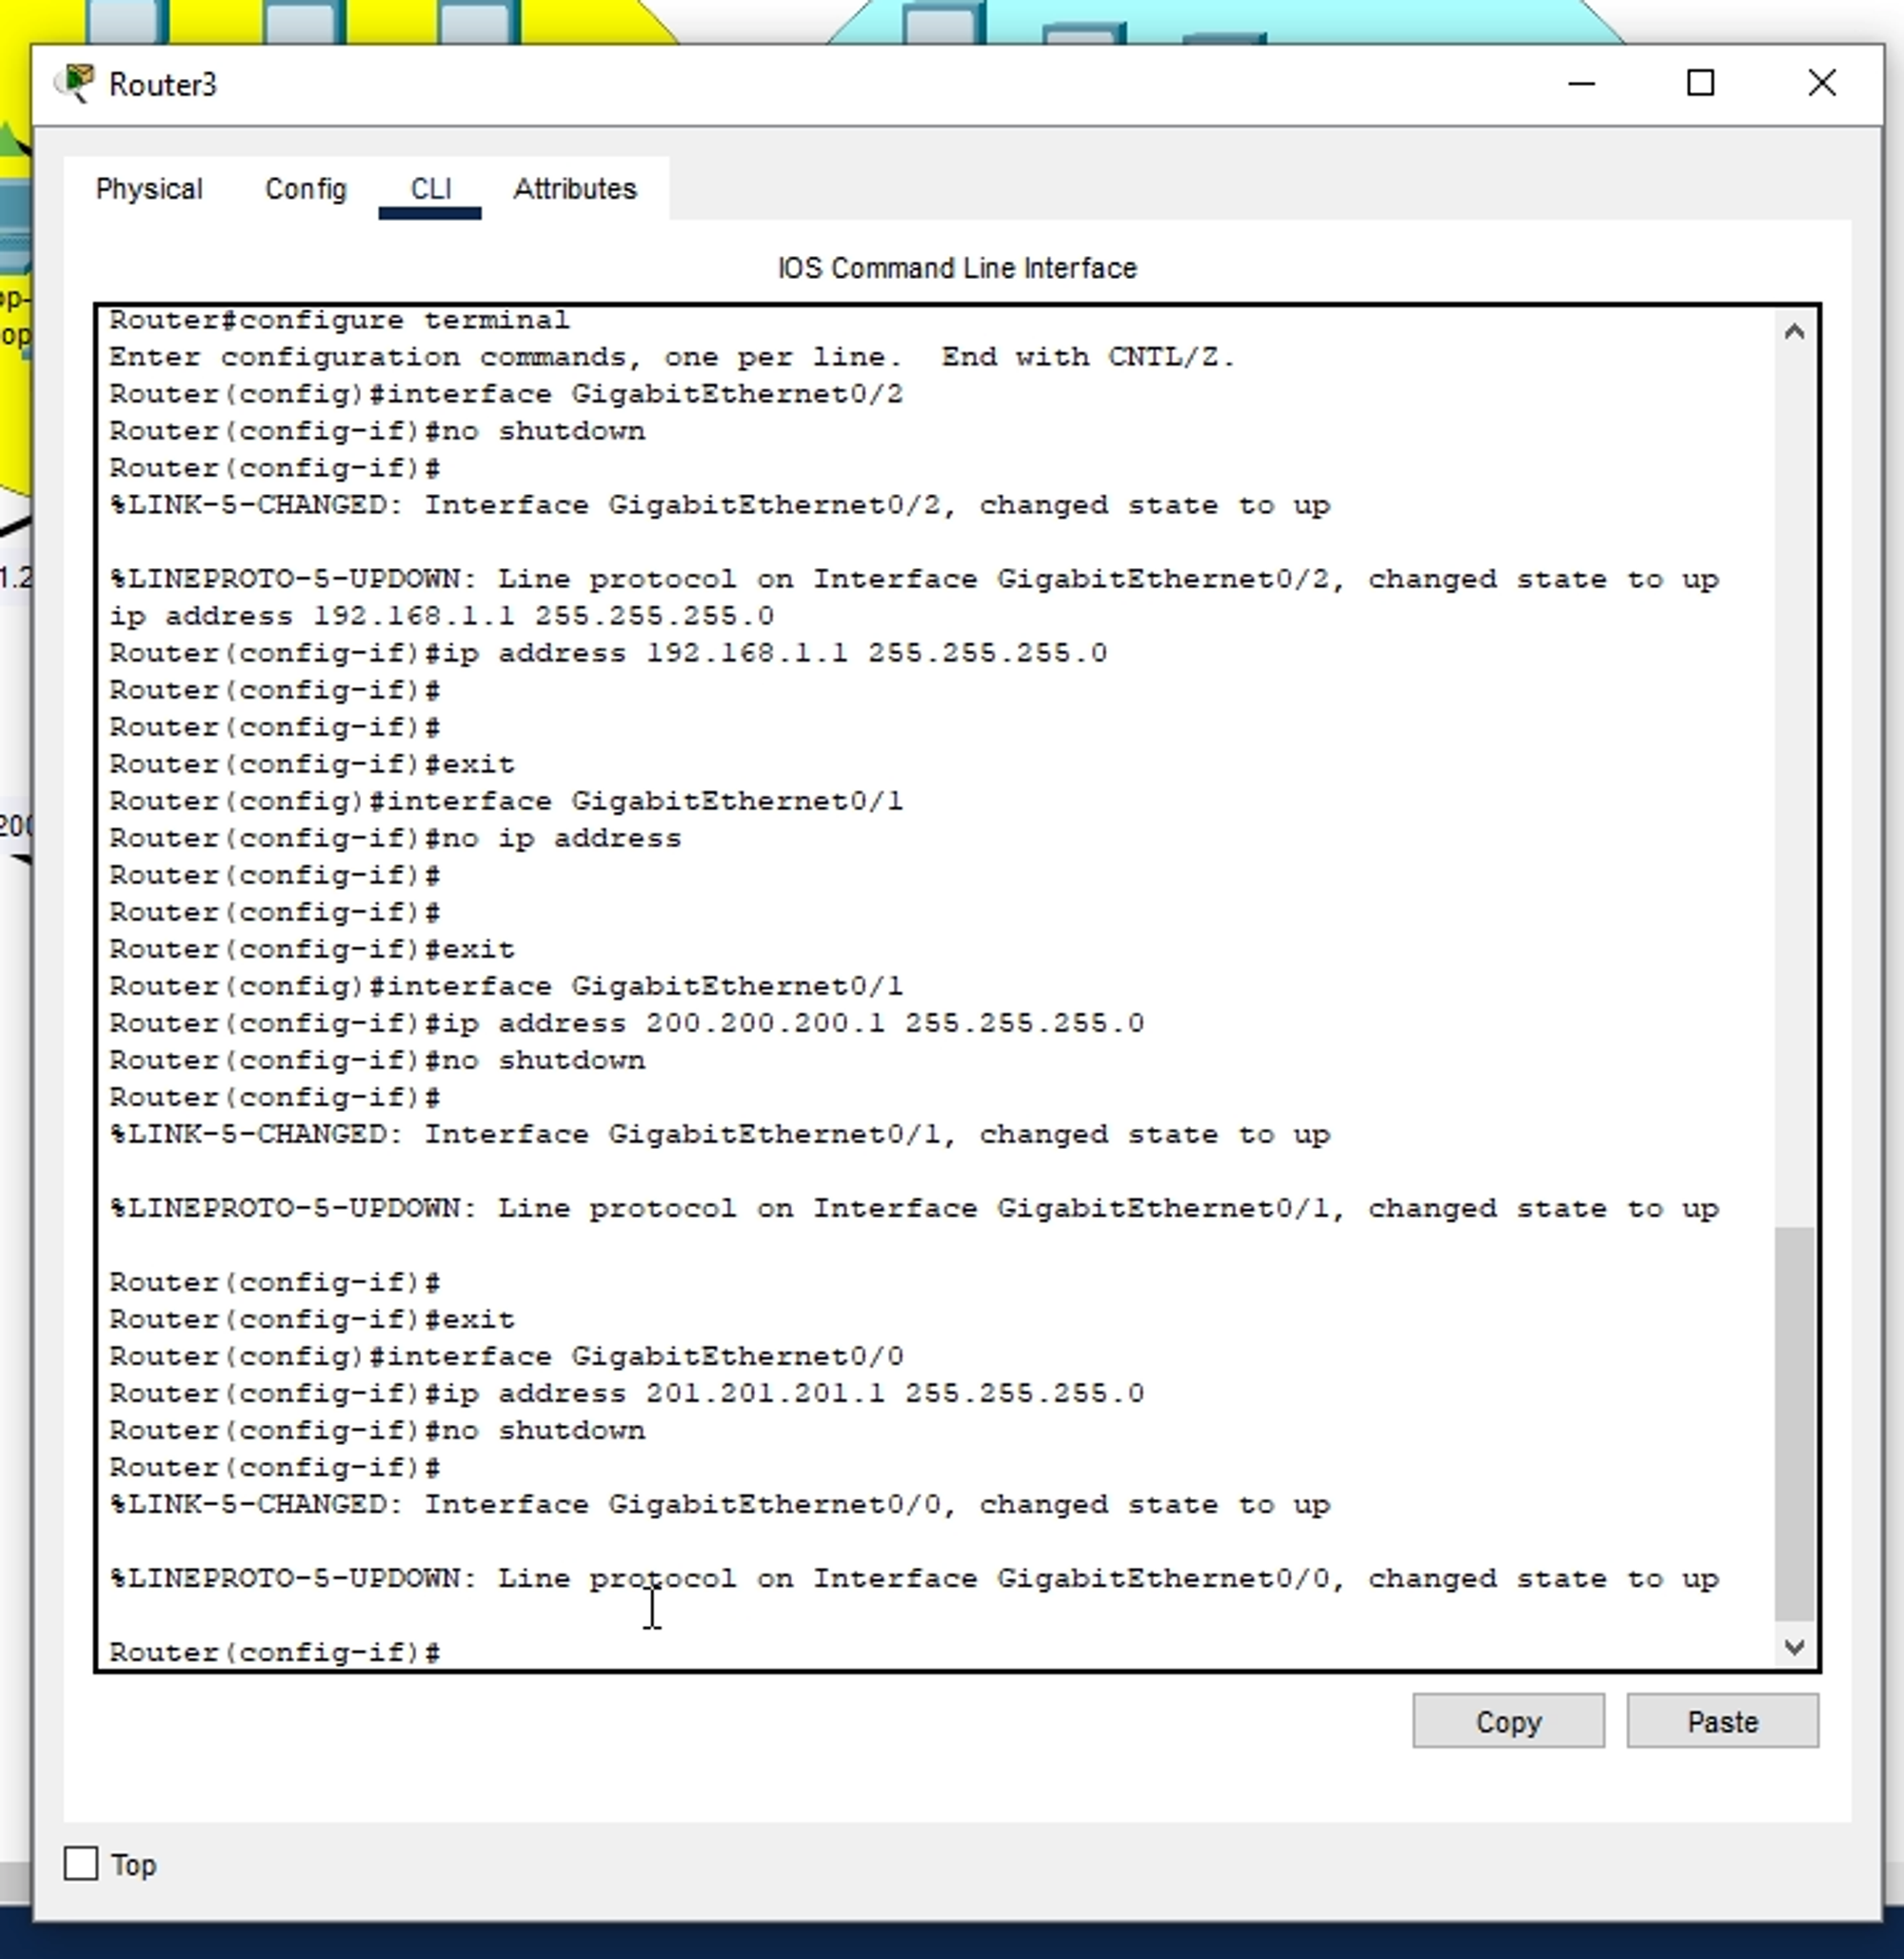 Router3
Physical Config CLI Attributes
IOS Command Line Interface
Router#configure terminal
Enter configuration commands, one per line.  End with CNTL/Z.
Router(config)#interface GigabitEthernet0/2
Router(config-if)#no shutdown
Router(config-if)#
%LINK-5-CHANGED: Interface GigabitEthernet0/2, changed state to up
%LINEPROTO-5-UPDOWN: Line protocol on Interface GigabitEthernet0/2, changed state to up
ip address 192.168.1.1 255.255.255.0
Router(config-if)#ip address 192.168.1.1 255.255.255.0
Router(config-if)#
Router(config-if)#
Router(config-if)#exit
Router(config)#interface GigabitEthernet0/1
Router(config-if)#no ip address
Router(config-if)#
Router(config-if)#
Router(config-if)#exit
Router(config)#interface GigabitEthernet0/1
Router(config-if)#ip address 200.200.200.1 255.255.255.0
Router(config-if)#no shutdown
Router(config-if)#
%LINK-5-CHANGED: Interface GigabitEthernet0/1, changed state to up
%LINEPROTO-5-UPDOWN: Line protocol on Interface GigabitEthernet0/1, changed state to up
Router(config-if)#
Router(config-if)#exit
Router(config)#interface GigabitEthernet0/0
Router(config-if)#ip address 201.201.201.1 255.255.255.0
Router(config-if)#no shutdown
Router(config-if)#
%LINK-5-CHANGED: Interface GigabitEthernet0/0, changed state to up
%LINEPROTO-5-UPDOWN: Line protocol on Interface GigabitEthernet0/0, changed state to up
Router(config-if)#
Copy Paste
Top